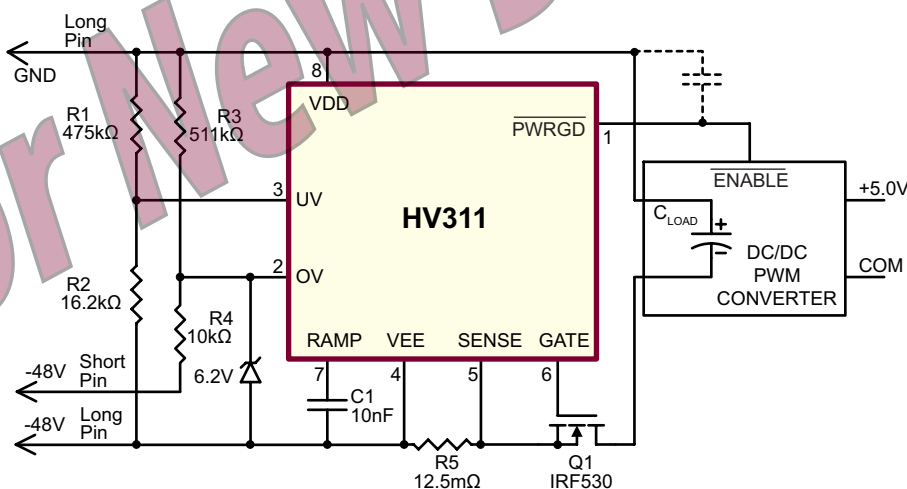 or New D
Long
Pin
GND
R1
475kΩ
R3
511kΩ
8
VDD
PWRGD
1
ENABLE
+5.0V
3
UV
HV311
CLOAD
+
–
DC/DC
PWM
CONVERTER
COM
2
OV
R2
16.2kΩ
R4
10kΩ
6.2V
RAMP
VEE
SENSE
GATE
7
4
5
6
-48V
Short
Pin
C1
10nF
-48V
Long
Pin
R5
12.5mΩ
Q1
IRF530